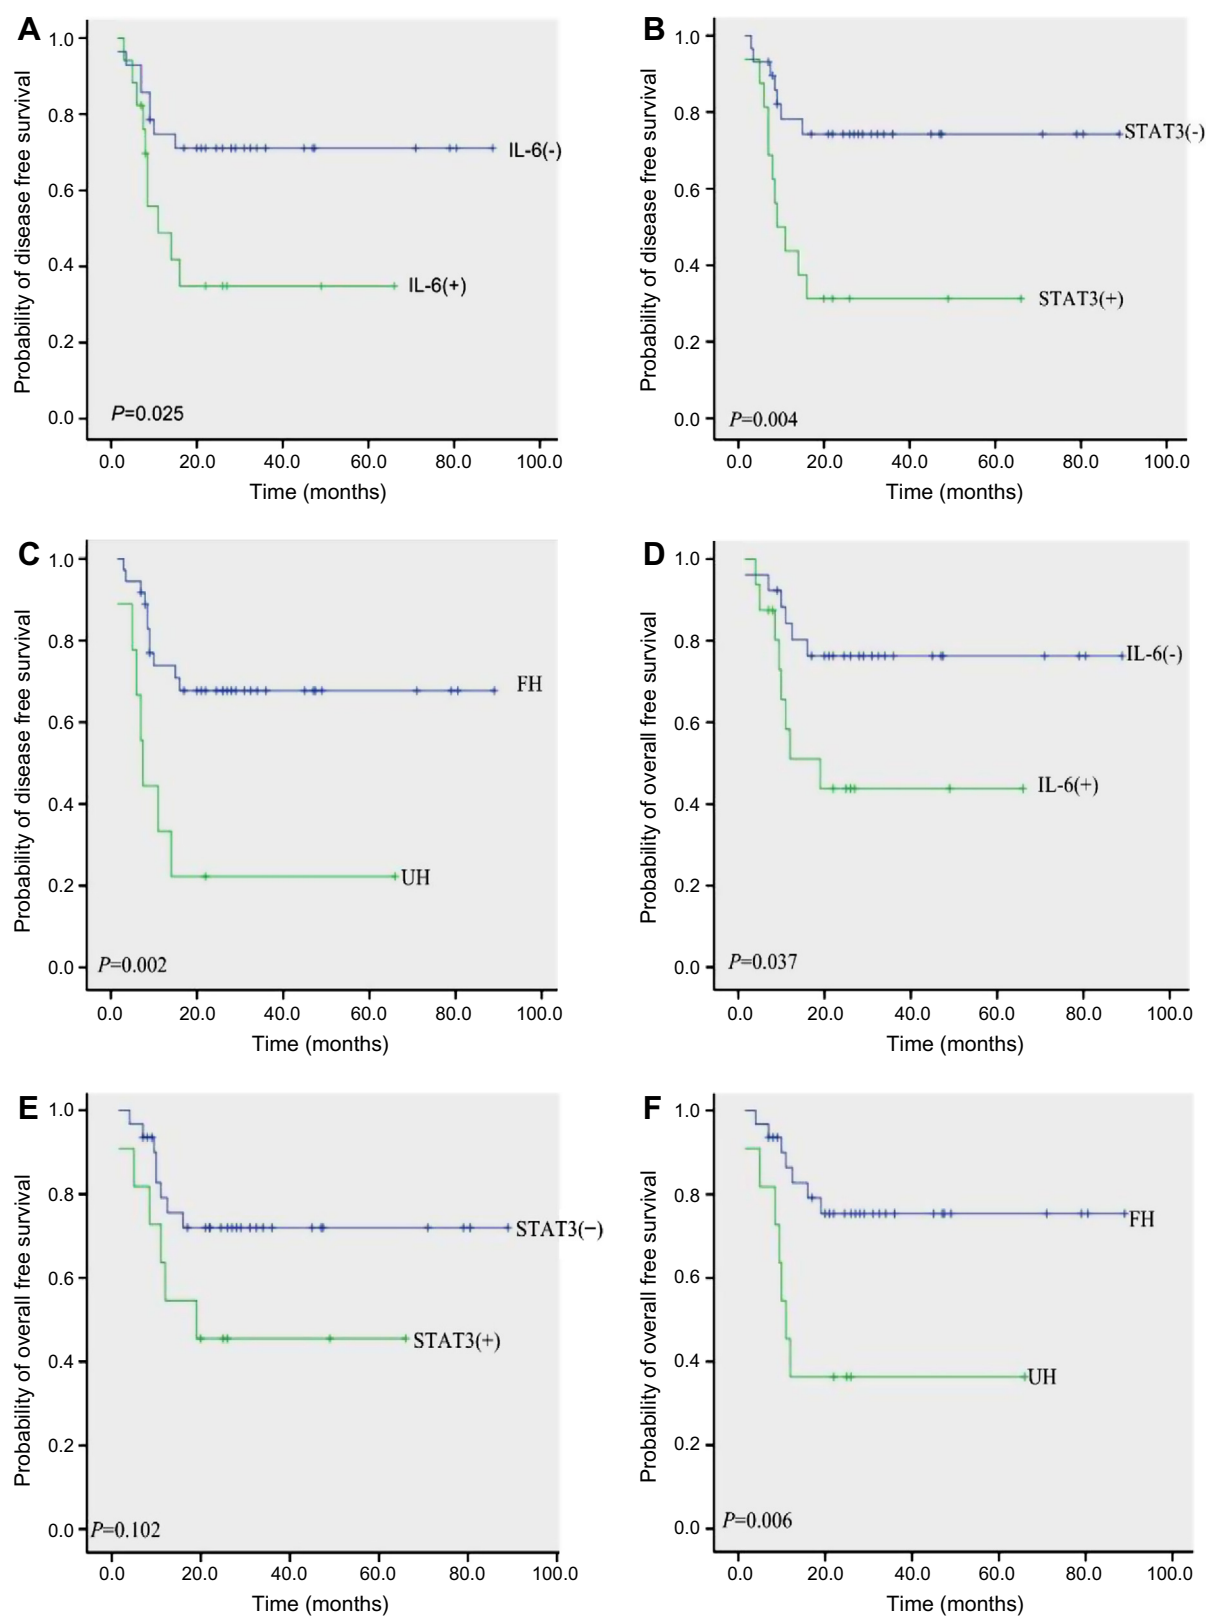 A
Probability of disease free survival
1.0
0.8
0.6
0.4
0.2
0.0
IL-6(-)
IL-6(+)
P=0.025
0.0 20.0 40.0 60.0 80.0 100.0
Time (months)
B
Probability of disease free survival
1.0
0.8
0.6
0.4
0.2
0.0
STAT3(-)
STAT3(+)
P=0.004
0.0 20.0 40.0 60.0 80.0 100.0
Time (months)
C
Probability of disease free survival
1.0
0.8
0.6
0.4
0.2
0.0
FH
UH
P=0.002
0.0 20.0 40.0 60.0 80.0 100.0
Time (months)
D
Probability of overall free survival
1.0
0.8
0.6
0.4
0.2
0.0
IL-6(-)
IL-6(+)
P=0.037
0.0 20.0 40.0 60.0 80.0 100.0
Time (months)
E
Probability of overall free survival
1.0
0.8
0.6
0.4
0.2
0.0
STAT3(−)
STAT3(+)
P=0.102
0.0 20.0 40.0 60.0 80.0 100.0
Time (months)
F
Probability of overall free survival
1.0
0.8
0.6
0.4
0.2
0.0
FH
UH
P=0.006
0.0 20.0 40.0 60.0 80.0 100.0
Time (months)